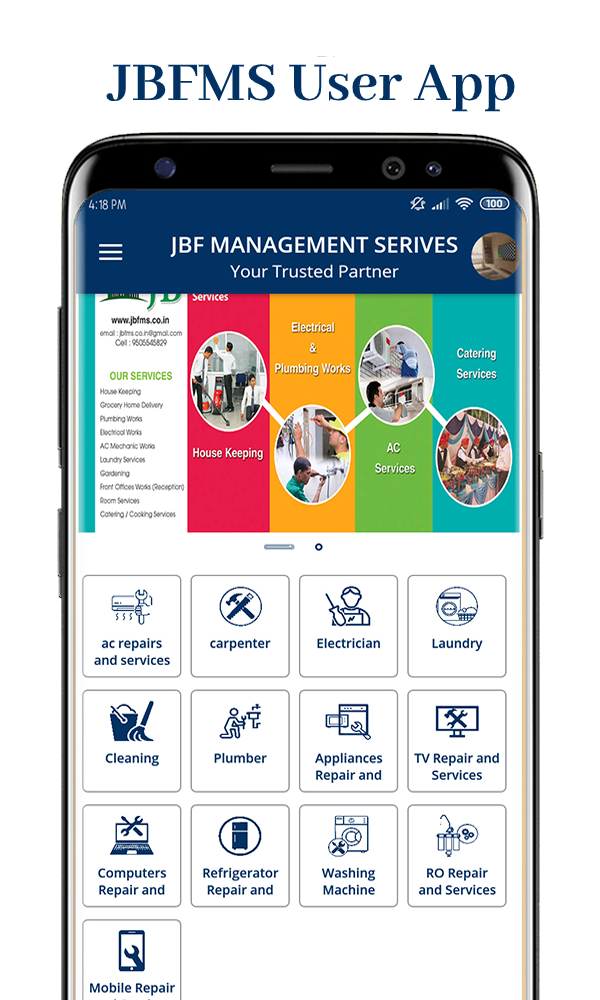 JBFMS User App
4:18 PM
100
JBF MANAGEMENT SERIVES
Your Trusted Partner
JB
www.jbfms.co.in
email : jbfms.co.in@gmail.com
Cell : 9505545829
OUR SERVICES
House Keeping
Grocery Home Delivery
Plumbing Works
Electrical Works
AC Mechanic Works
Laundry Services
Gardening
Front Offices Works (Reception)
Room Services
Catering / Cooking Services
Services
House Keeping
Electrical
&
Plumbing Works
AC
Services
Catering
Services
ac repairs
and services
carpenter
Electrician
Laundry
Cleaning
Plumber
Appliances
Repair and
TV Repair and
Services
Computers
Repair and
Refrigerator
Repair and
Washing
Machine
RO Repair
and Services
Mobile Repair